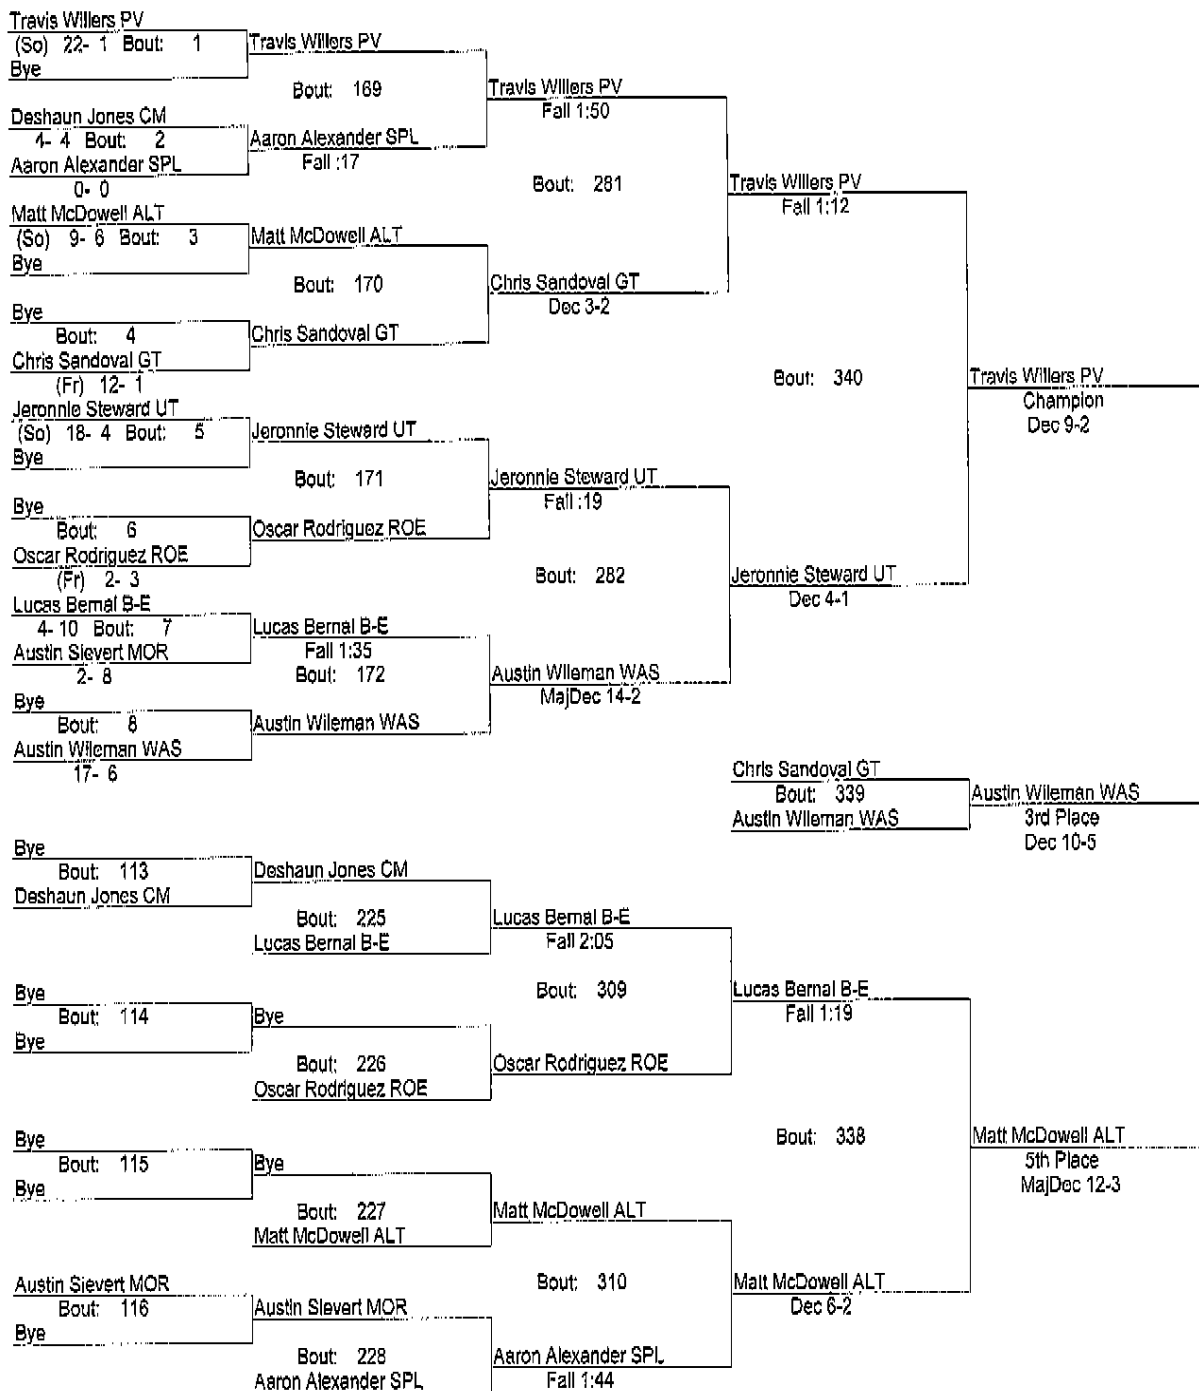 Travis Willers PV
(So) 22- 1 Bout: 1
Bye
Travis Willers PV
Bout: 169
Deshaun Jones CM
4- 4 Bout: 2
Aaron Alexander SPL
0- 0
Aaron Alexander SPL
Fall :17
Travis Willers PV
Fall 1:50
Matt McDowell ALT
(So) 9- 6 Bout: 3
Bye
Matt McDowell ALT
Bout: 170
Bye
Bout: 4
Chris Sandoval GT
(Fr) 12- 1
Chris Sandoval GT
Chris Sandoval GT
Dec 3-2
Bout: 281
Travis Willers PV
Fall 1:12
Jeronnie Steward UT
(So) 18- 4 Bout: 5
Bye
Jeronnie Steward UT
Bout: 171
Bye
Bout: 6
Oscar Rodriguez ROE
(Fr) 2- 3
Oscar Rodriguez ROE
Jeronnie Steward UT
Fall :19
Lucas Bernal B-E
4- 10 Bout: 7
Austin Sievert MOR
2- 8
Lucas Bernal B-E
Fall 1:35
Bout: 172
Bye
Bout: 8
Austin Wileman WAS
17- 6
Austin Wileman WAS
Austin Wileman WAS
MajDec 14-2
Bout: 282
Jeronnie Steward UT
Dec 4-1
Bout: 340
Travis Willers PV
Champion
Dec 9-2
Chris Sandoval GT
Bout: 339
Austin Wileman WAS
Austin Wileman WAS
3rd Place
Dec 10-5
Bye
Bout: 113
Deshaun Jones CM
Deshaun Jones CM
Bout: 225
Lucas Bernal B-E
Lucas Bernal B-E
Fall 2:05
Bye
Bout: 114
Bye
Bye
Bout: 226
Oscar Rodriguez ROE
Oscar Rodriguez ROE
Bout: 309
Lucas Bernal B-E
Fall 1:19
Bye
Bout: 115
Bye
Bye
Bout: 227
Matt McDowell ALT
Matt McDowell ALT
Austin Sievert MOR
Bout: 116
Bye
Austin Sievert MOR
Bout: 228
Aaron Alexander SPL
Aaron Alexander SPL
Fall 1:44
Bout: 310
Matt McDowell ALT
Dec 6-2
Bout: 338
Matt McDowell ALT
5th Place
MajDec 12-3